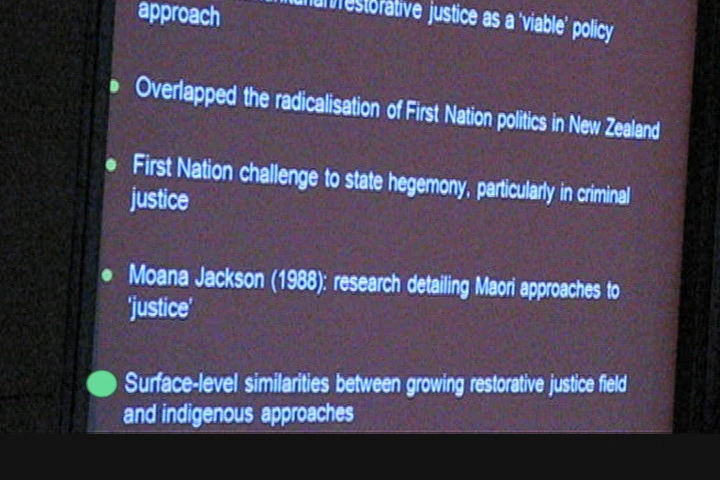 justice as a 'viable' policy
approach
Overlapped the radicalisation of First Nation politics in New Zealand
First Nation challenge to state hegemony, particularly in criminal
justice
Moana Jackson (1988): research detailing Maori approaches to
'justice'
Surface-level similarities between growing restorative justice field
and indigenous approaches